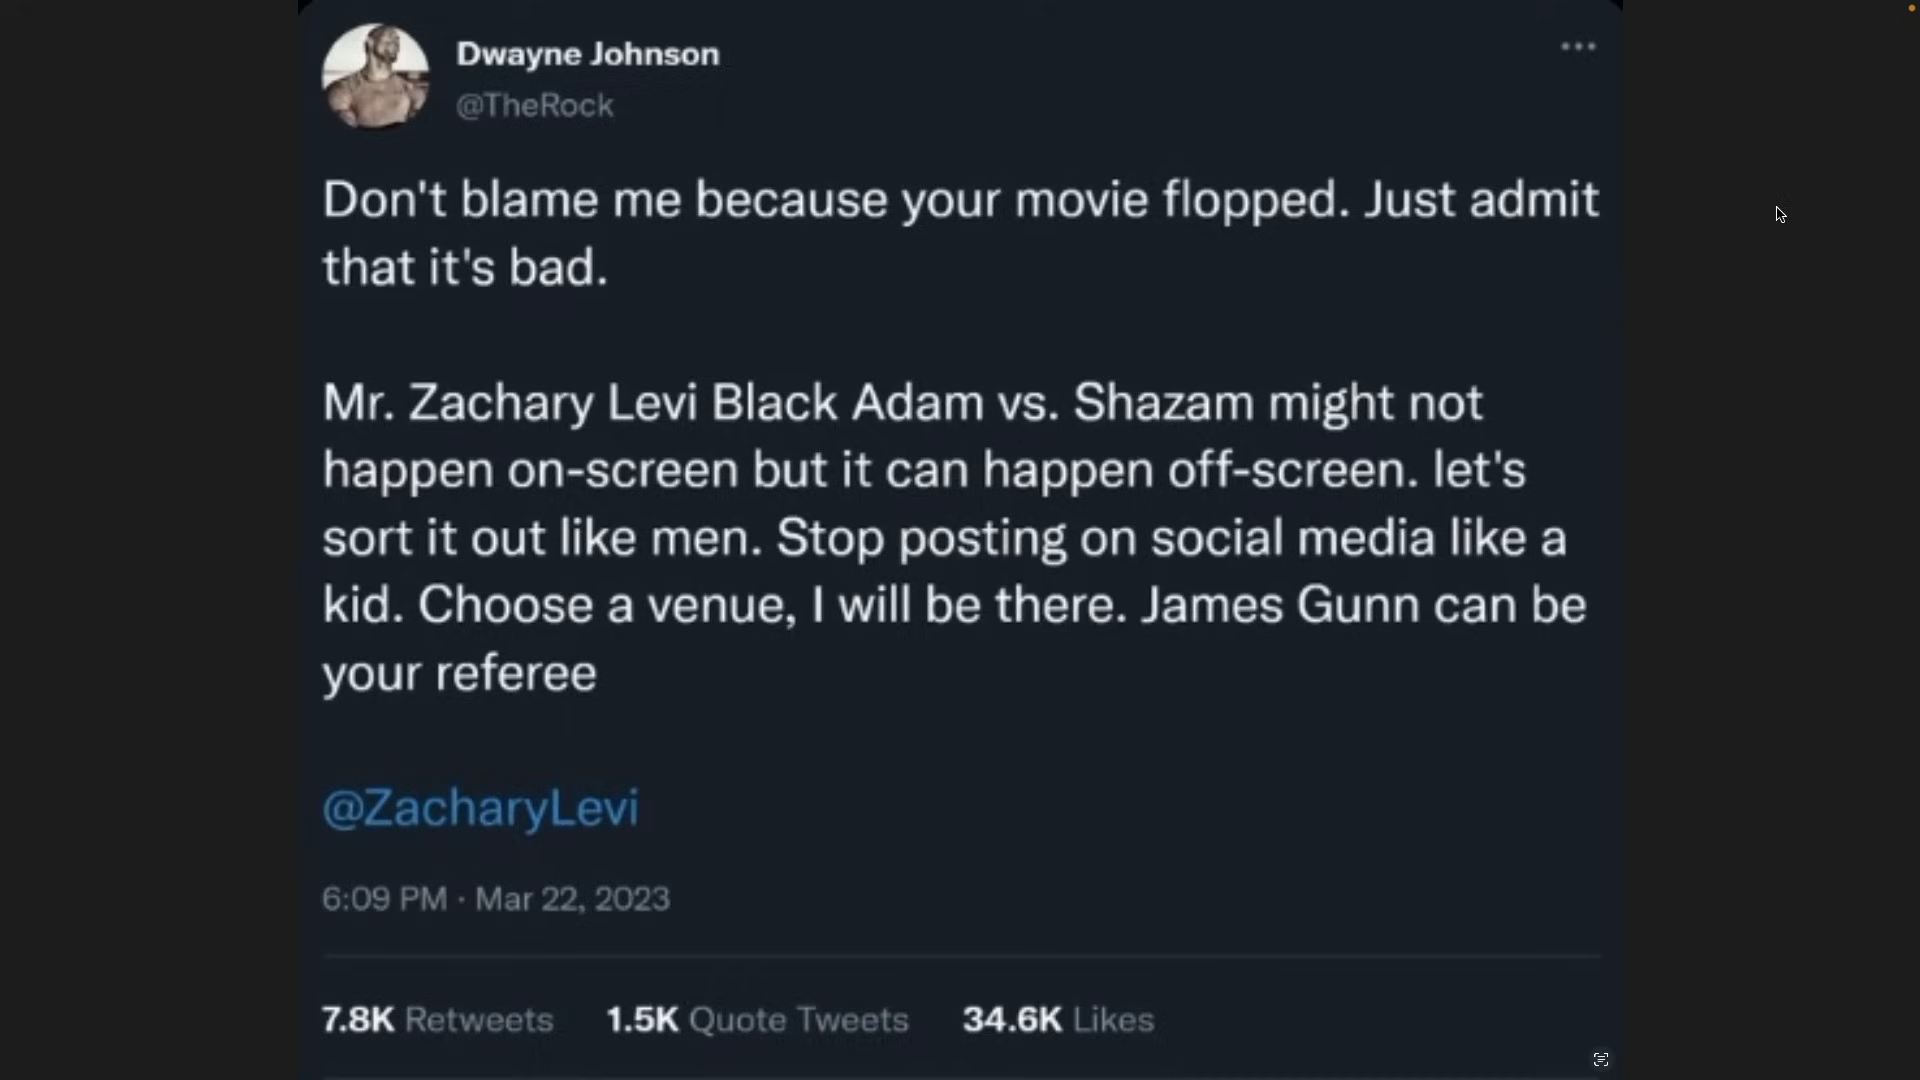 Dwayne Johnson
@TheRock
Don't blame me because your movie flopped. Just admit
that it's bad.
Mr. Zachary Levi Black Adam vs. Shazam might not
happen on-screen but it can happen off-screen. let's
sort it out like men. Stop posting on social media like a
kid. Choose a venue, I will be there. James Gunn can be
your referee
@ZacharyLevi
6:09 PM · Mar 22, 2023
7.8K Retweets 1.5K Quote Tweets 34.6K Likes